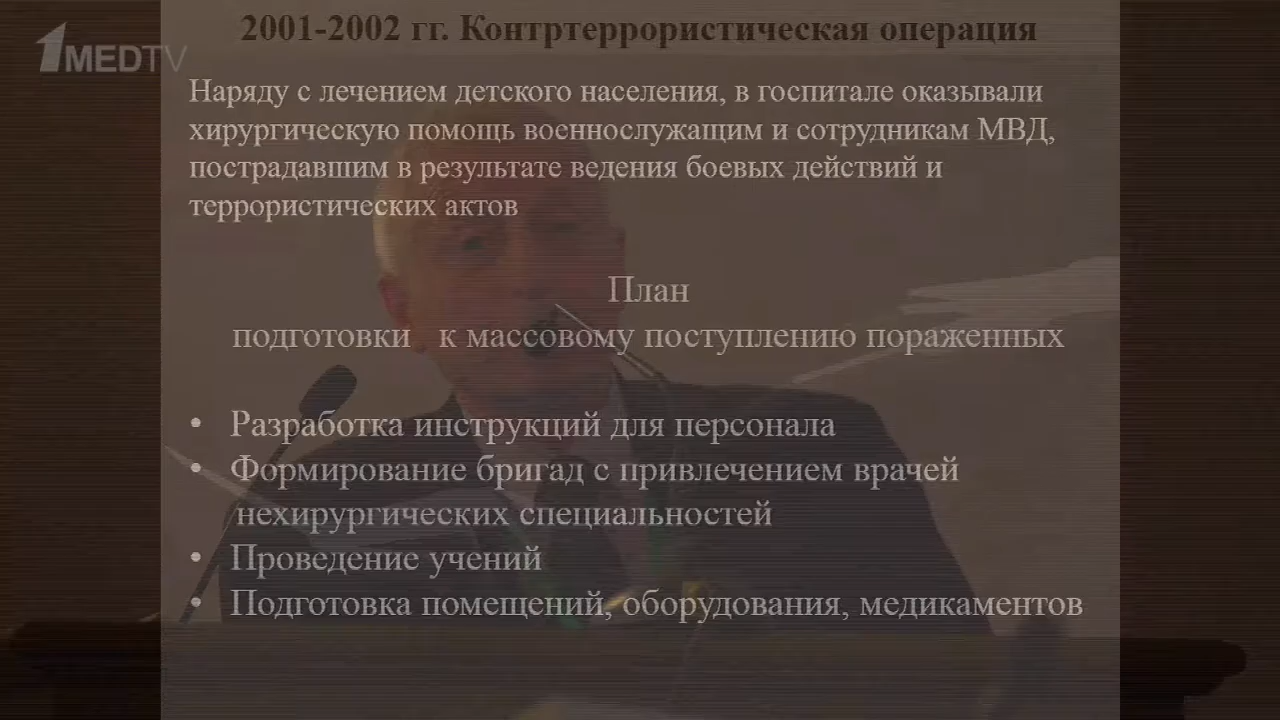 1MEDTV
2001-2002 гг. Контртеррористическая операция
Наряду с лечением детского населения, в госпитале оказывали
хирургическую помощь военнослужащим и сотрудникам МВД,
пострадавшим в результате ведения боевых действий и
террористических актов
План
подготовки к массовому поступлению пораженных
• Разработка инструкций для персонала
• Формирование бригад с привлечением врачей
нехирургических специальностей
• Проведение учений
• Подготовка помещений, оборудования, медикаментов